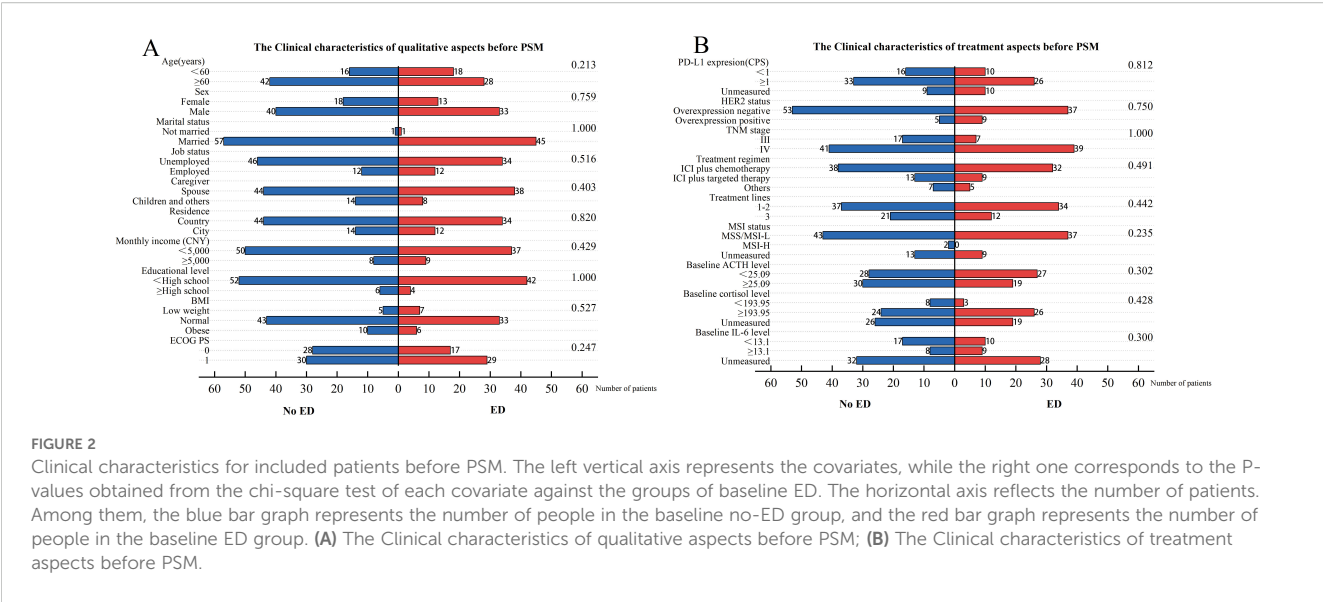 A
The Clinical characteristics of qualitative aspects before PSM
Age(years) 0.213
<60 16 18
≥60 42 28
Sex 0.759
Female 18 13
Male 40 33
Marital status 1.000
Not married 1 1
Married 57 45
Job status 0.516
Unemployed 46 34
Employed 12 12
Caregiver 0.403
Spouse 44 38
Children and others 14 8
Residence 0.820
Country 44 34
City 14 12
Monthly income (CNY) 0.429
<5,000 50 37
≥5,000 8 9
Educational level 1.000
<High school 52 42
≥High school 6 4
BMI 0.527
Low weight 5 7
Normal 43 33
Obese 10 6
ECOG PS 0.247
0 28 17
1 30 29
60 50 40 30 20 10 0 10 20 30 40 50 60 Number of patients
No ED ED
B
The Clinical characteristics of treatment aspects before PSM
PD-L1 expresion(CPS) 0.812
<1 16 10
≥1 33 26
Unmeasured 9 10
HER2 status 0.750
Overexpression negative 53 37
Overexpression positive 5 9
TNM stage 1.000
III 17 7
IV 41 39
Treatment regimen 0.491
ICI plus chemotherapy 38 32
ICI plus targeted therapy 13 9
Others 7 5
Treatment lines 0.442
1-2 37 34
3 21 12
MSI status 0.235
MSS/MSI-L 43 37
MSI-H 2 0
Unmeasured 13 9
Baseline ACTH level 0.302
<25.09 28 27
≥25.09 30 19
Baseline cortisol level 0.428
<193.95 8 3
≥193.95 24 26
Unmeasured 26 19
Baseline IL-6 level 0.300
<13.1 17 10
≥13.1 8 9
Unmeasured 32 28
60 50 40 30 20 10 0 10 20 30 40 50 60 Number of patients
No ED ED
FIGURE 2
Clinical characteristics for included patients before PSM. The left vertical axis represents the covariates, while the right one corresponds to the P-
values obtained from the chi-square test of each covariate against the groups of baseline ED. The horizontal axis reflects the number of patients.
Among them, the blue bar graph represents the number of people in the baseline no-ED group, and the red bar graph represents the number of
people in the baseline ED group. (A) The Clinical characteristics of qualitative aspects before PSM; (B) The Clinical characteristics of treatment
aspects before PSM.